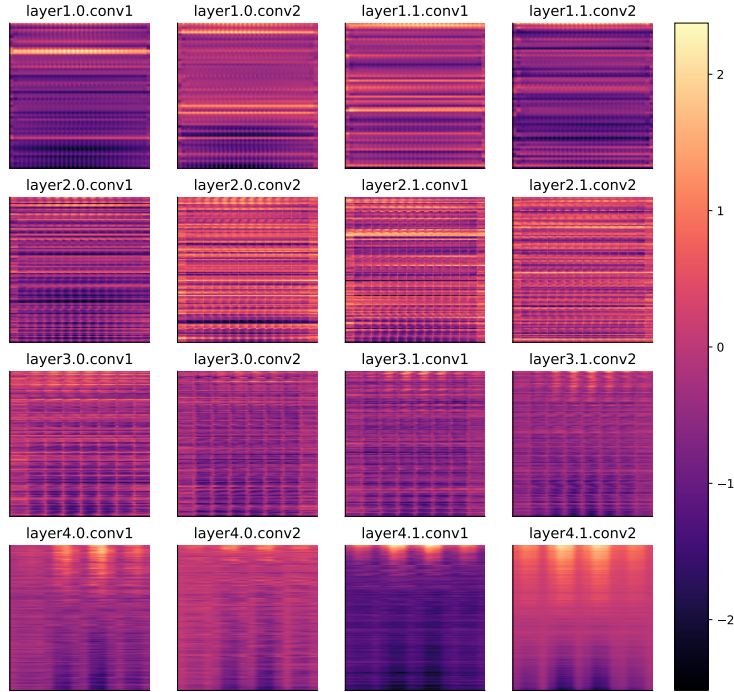 layer1.0.conv1 layer1.0.conv2 layer1.1.conv1 layer1.1.conv2
layer2.0.conv1 layer2.0.conv2 layer2.1.conv1 layer2.1.conv2
layer3.0.conv1 layer3.0.conv2 layer3.1.conv1 layer3.1.conv2
layer4.0.conv1 layer4.0.conv2 layer4.1.conv1 layer4.1.conv2
2
1
0
−1
−2